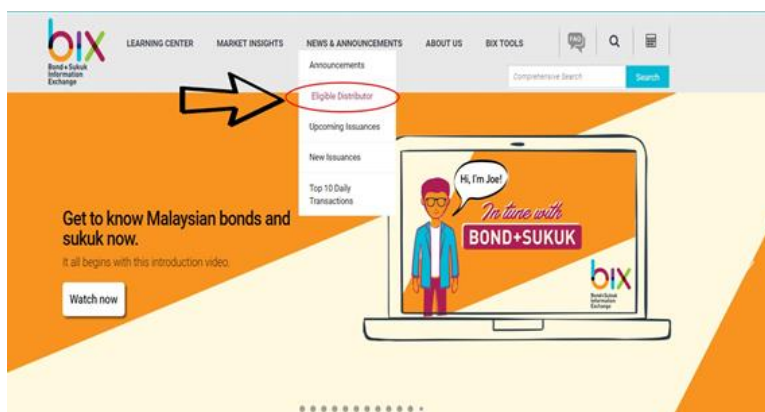 bix
Bond+Sukuk
Information
Exchange
LEARNING CENTER
MARKET INSIGHTS
NEWS & ANNOUNCEMENTS
ABOUT US
BIX TOOLS
FAQ
Announcements
Eligible Distributor
Upcoming Issuances
New Issuances
Top 10 Daily
Transactions
Comprehensive Search
Search
Get to know Malaysian bonds and
sukuk now.
It all begins with this introduction video.
Watch now
Hi, I'm Joe!
In tune with
BOND+SUKUK
bix
Bond+Sukuk
Information
Exchange